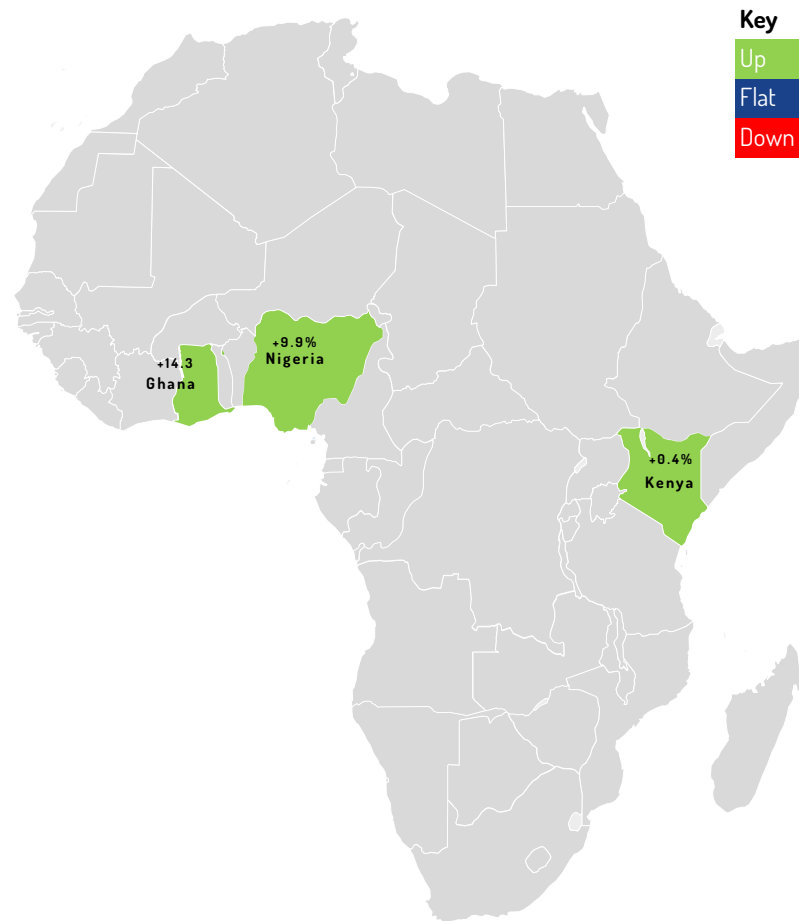 Key
Up
Flat
Down
+9.9%
Nigeria
+14.3
Ghana
+0.4%
Kenya